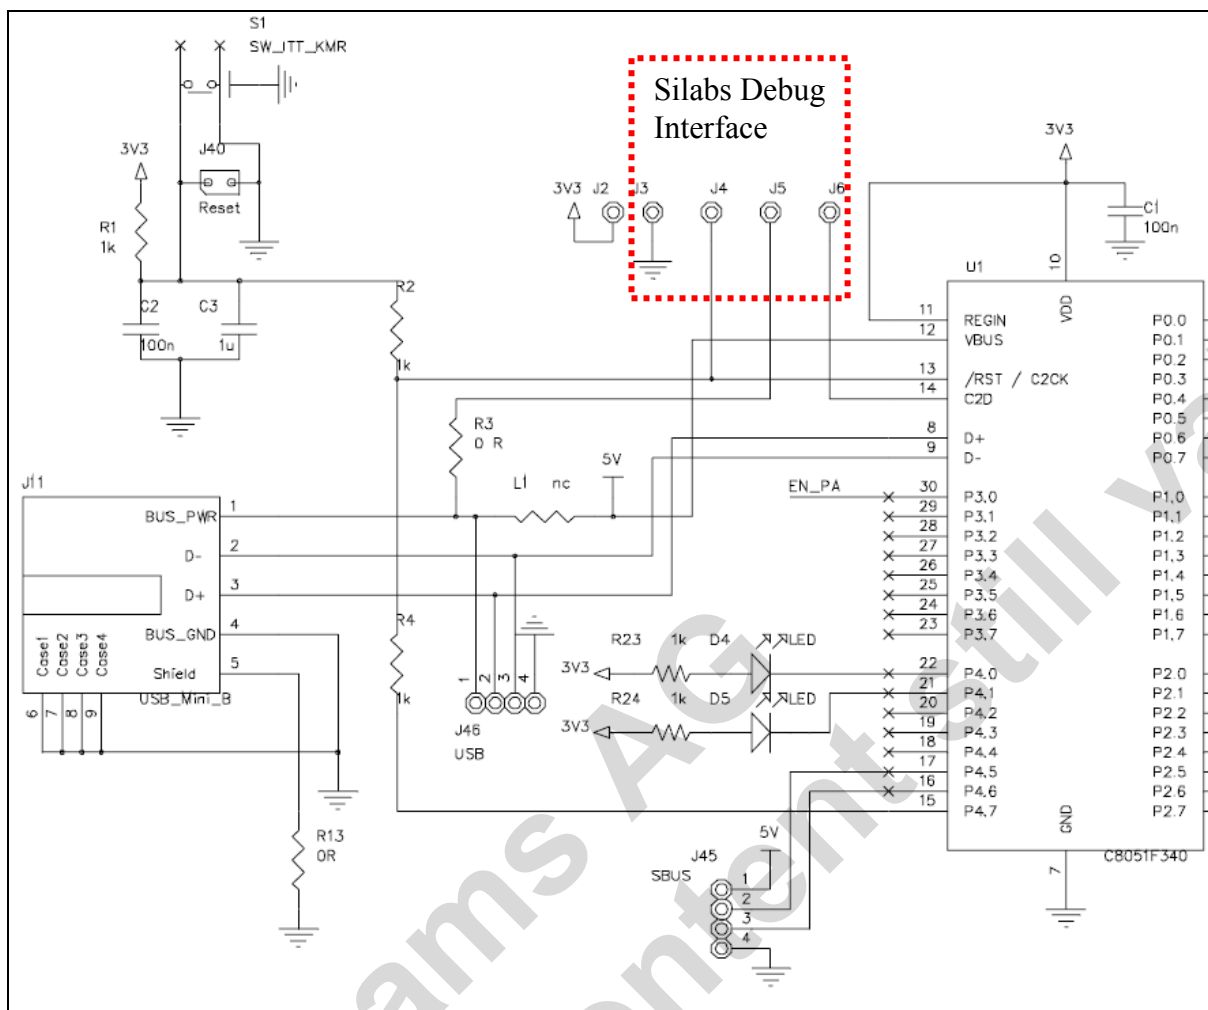 S1
SW_ITT_KMR
Silabs Debug
Interface
3V3
J40
Reset
R1
1k
C2
100n
C3
1u
R2
1k
3V3
J2
J3
J4
J5
J6
3V3
C1
100n
U1
10
VDD
11
REGIN
12
VBUS
13
/RST / C2CK
14
C2D
8
D+
9
D-
30
P3.0
29
P3.1
28
P3.2
27
P3.3
26
P3.4
25
P3.5
24
P3.6
23
P3.7
22
P4.0
21
P4.1
20
P4.2
19
P4.3
18
P4.4
17
P4.5
16
P4.6
15
P4.7
P0.0
P0.1
P0.2
P0.3
P0.4
P0.5
P0.6
P0.7
P1.0
P1.1
P1.2
P1.3
P1.4
P1.5
P1.6
P1.7
P2.0
P2.1
P2.2
P2.3
P2.4
P2.5
P2.6
P2.7
GND
7
C8051F340
EN_PA
R3
0 R
L1 nc
5V
J11
BUS_PWR
1
D-
2
D+
3
BUS_GND
4
Shield
5
Case1
Case2
Case3
Case4
6
7
8
9
USB_Mini_B
R4
1k
1
2
3
4
J46
USB
R23 1k D4 LED
3V3
R24 1k D5 LED
3V3
R13
0R
J45
SBUS
5V
1
2
3
4
ams AG
tent still va